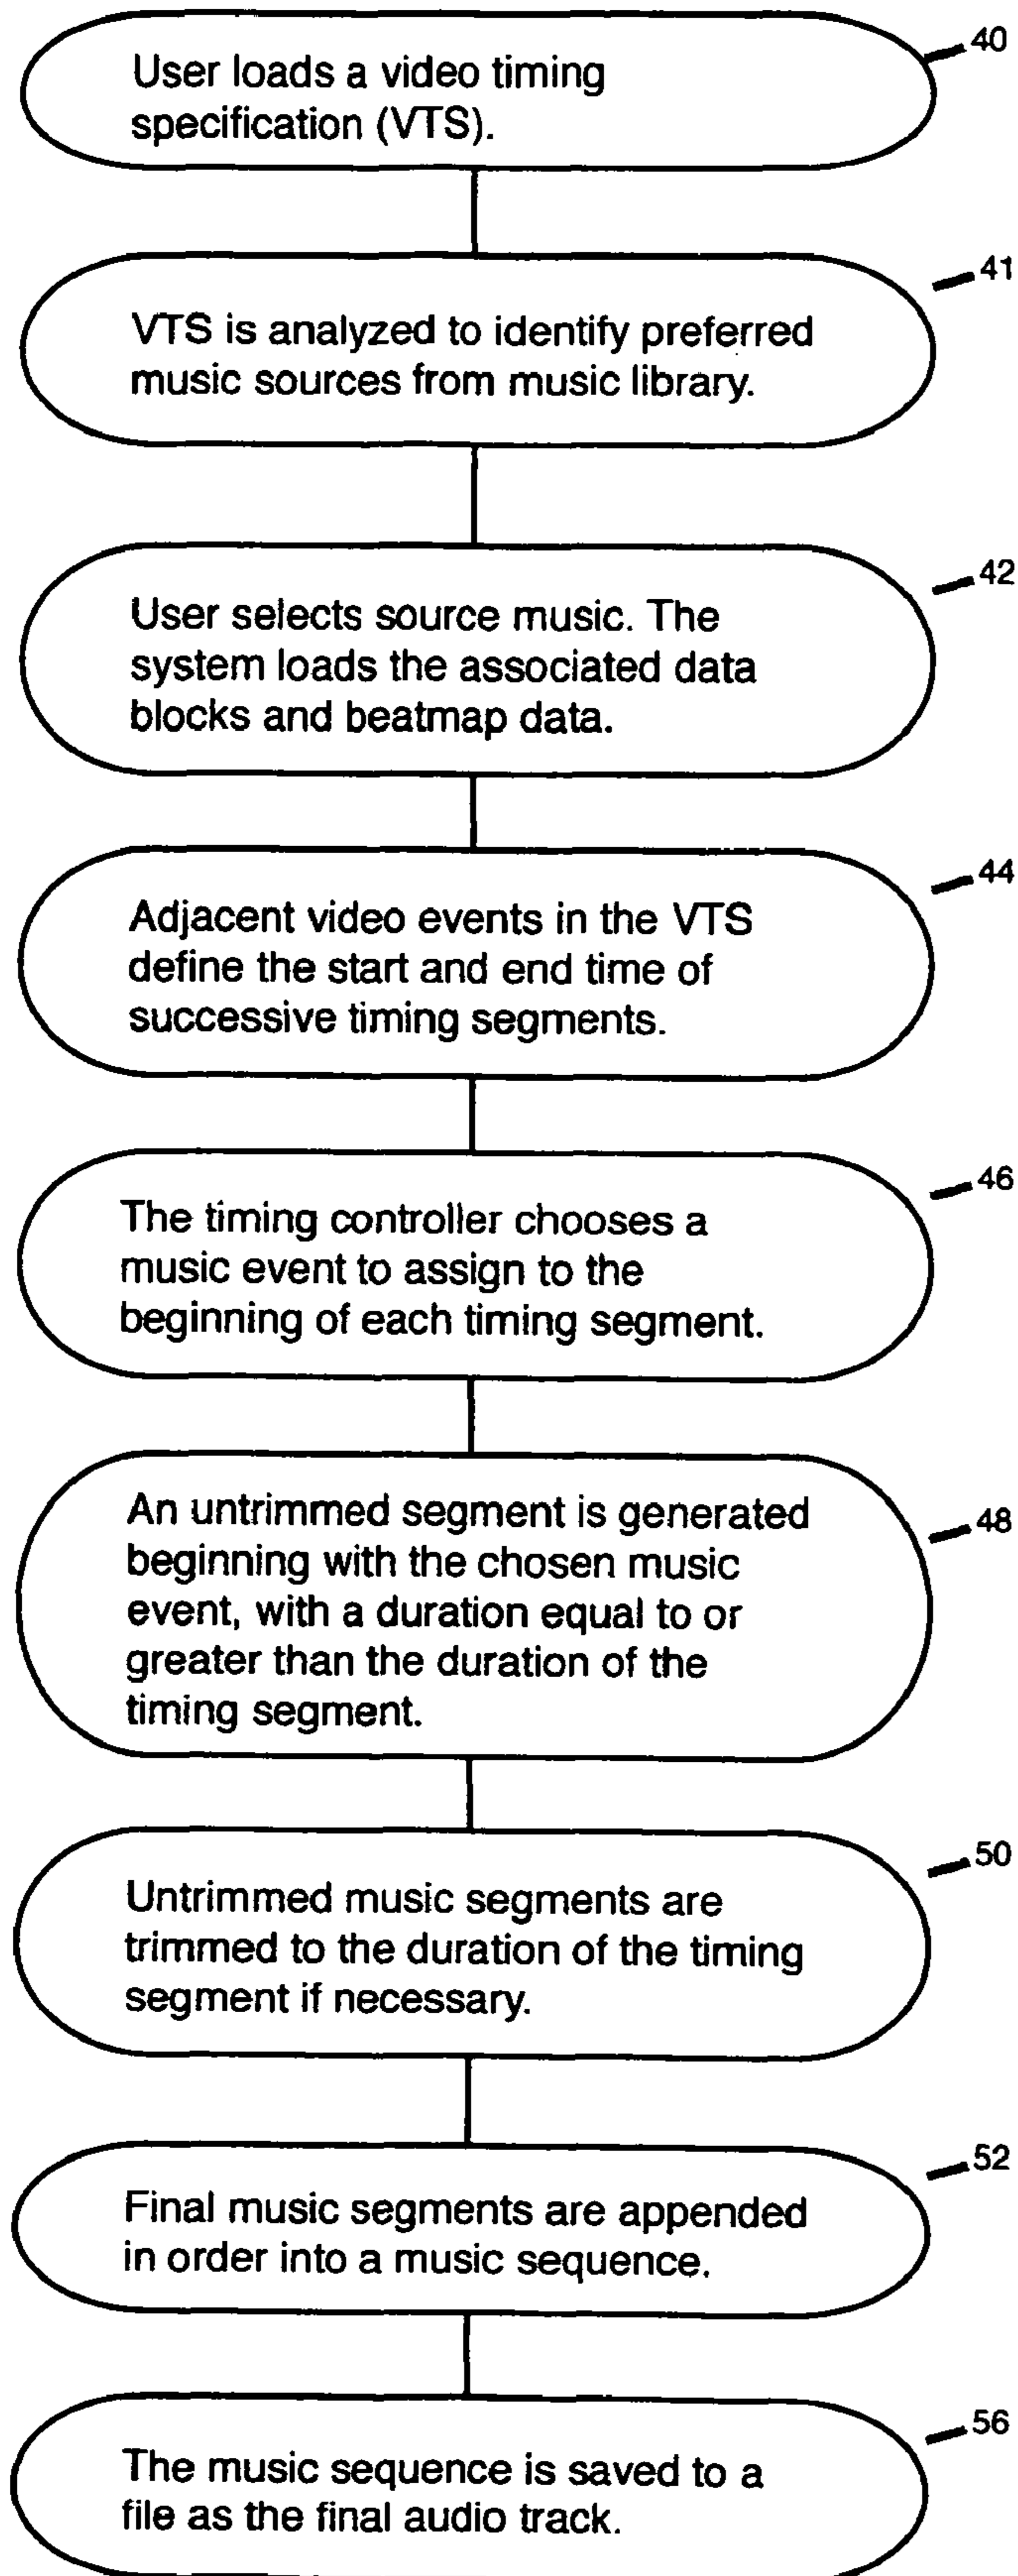 40
User loads a video timing
specification (VTS).
41
VTS is analyzed to identify preferred
music sources from music library.
42
User selects source music. The
system loads the associated data
blocks and beatmap data.
44
Adjacent video events in the VTS
define the start and end time of
successive timing segments.
46
The timing controller chooses a
music event to assign to the
beginning of each timing segment.
48
An untrimmed segment is generated
beginning with the chosen music
event, with a duration equal to or
greater than the duration of the
timing segment.
50
Untrimmed music segments are
trimmed to the duration of the timing
segment if necessary.
52
Final music segments are appended
in order into a music sequence.
56
The music sequence is saved to a
file as the final audio track.